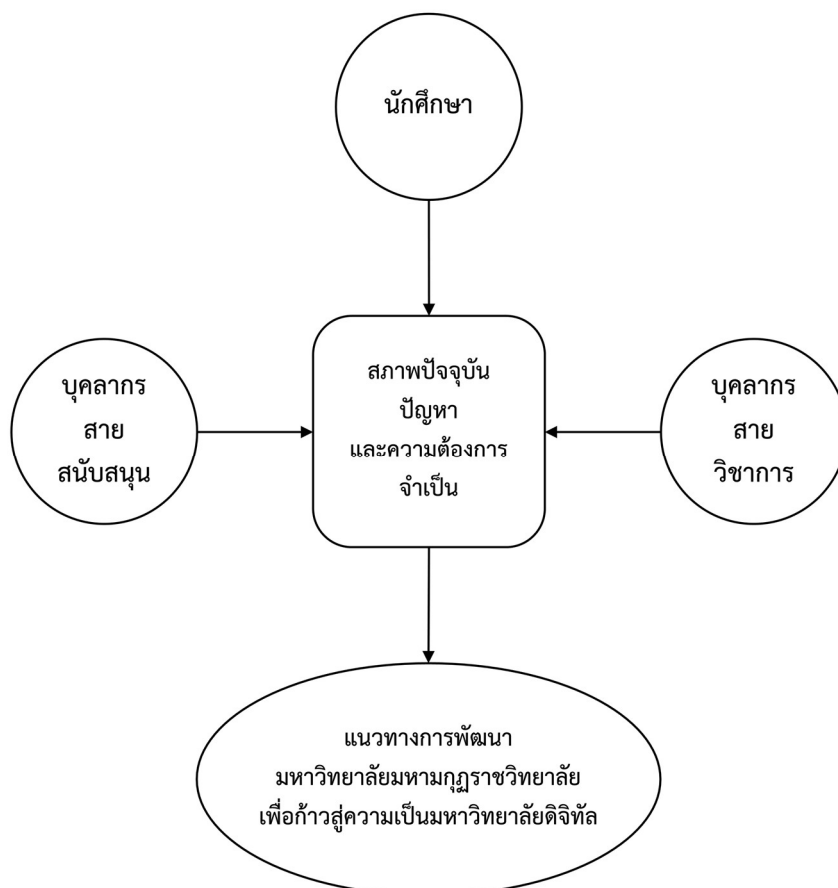 นักศึกษา
บุคลากร
สาย
สนับสนุน
สภาพปัจจุบัน
ปัญหา
และความต้องการ
จำเป็น
บุคลากร
สาย
วิชาการ
แนวทางการพัฒนา
มหาวิทยาลัยมหามกุฏราชวิทยาลัย
เพื่อก้าวสู่ความเป็นมหาวิทยาลัยดิจิทัล